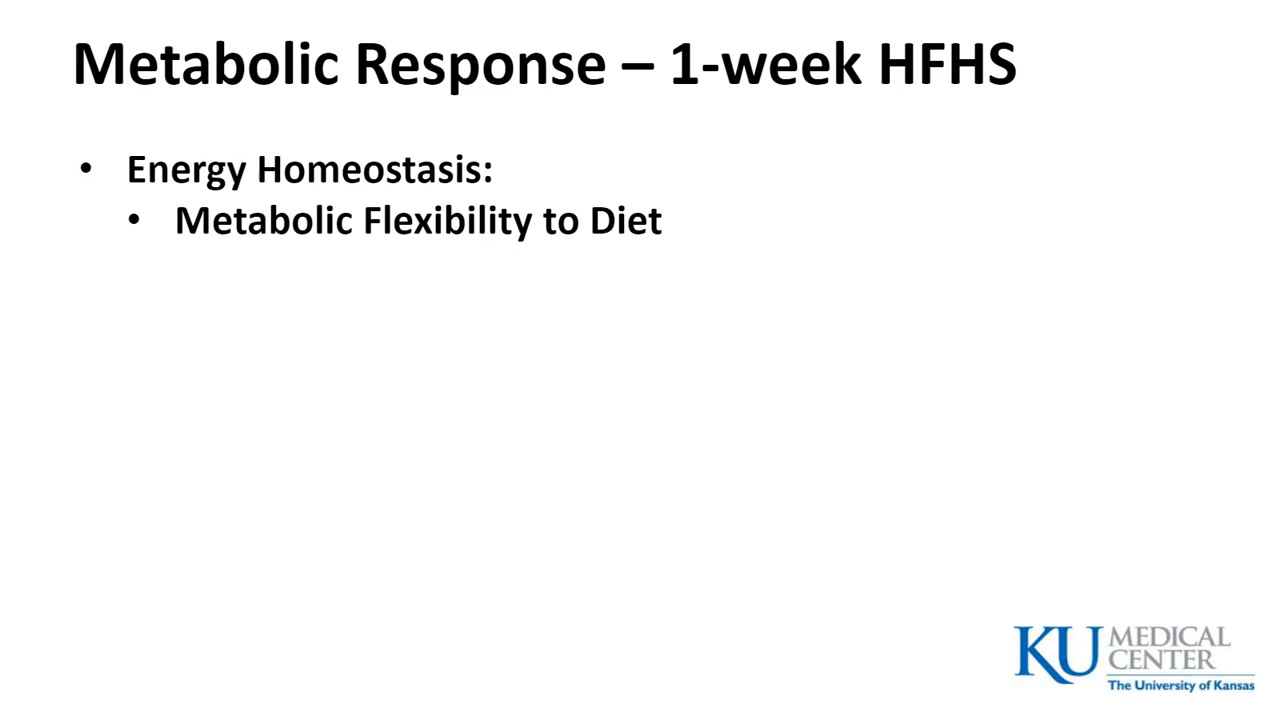 Metabolic Response – 1-week HFHS
• Energy Homeostasis:
• Metabolic Flexibility to Diet
KU MEDICAL CENTER
The University of Kansas